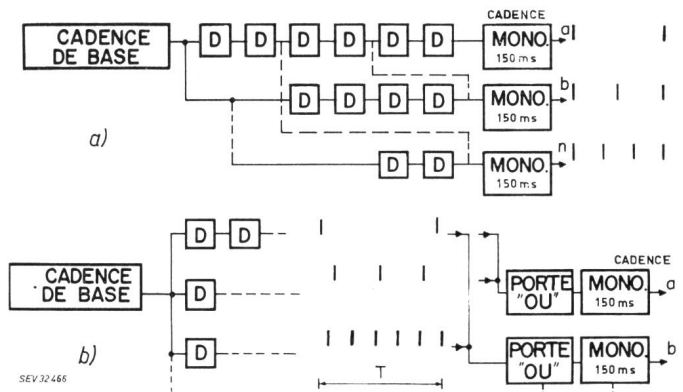 CADENCE
CADENCE
DE BASE
D D D D D D
MONO.
150 ms
a
D D D D
MONO.
150 ms
b
a)
D D
MONO.
150 ms
n
D D
CADENCE
CADENCE
DE BASE
D
PORTE
"OU"
MONO.
150 ms
a
b)
D
PORTE
"OU"
MONO.
150 ms
b
T
SEV 32466